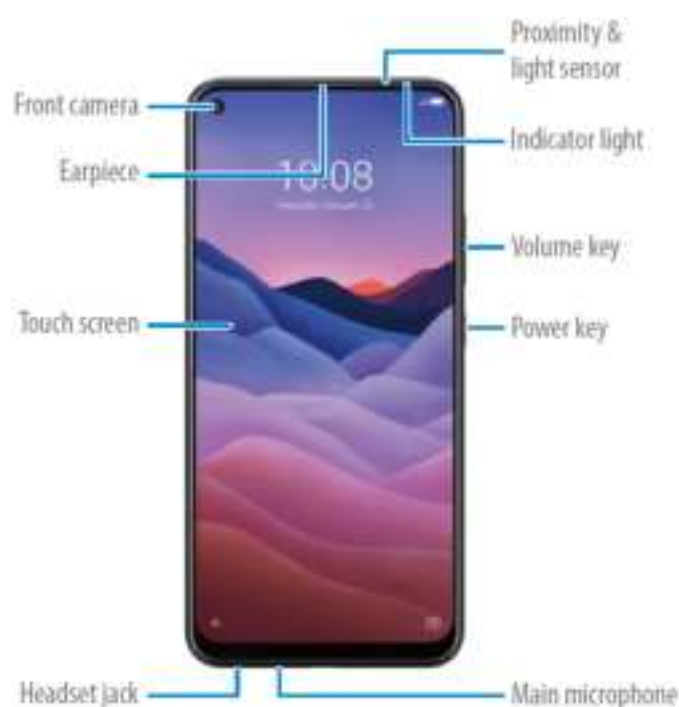 Proximity &
light sensor
Front camera
Indicator light
Earpiece
18:08
Volume key
Touch screen
Power key
Headset jack
Main microphone